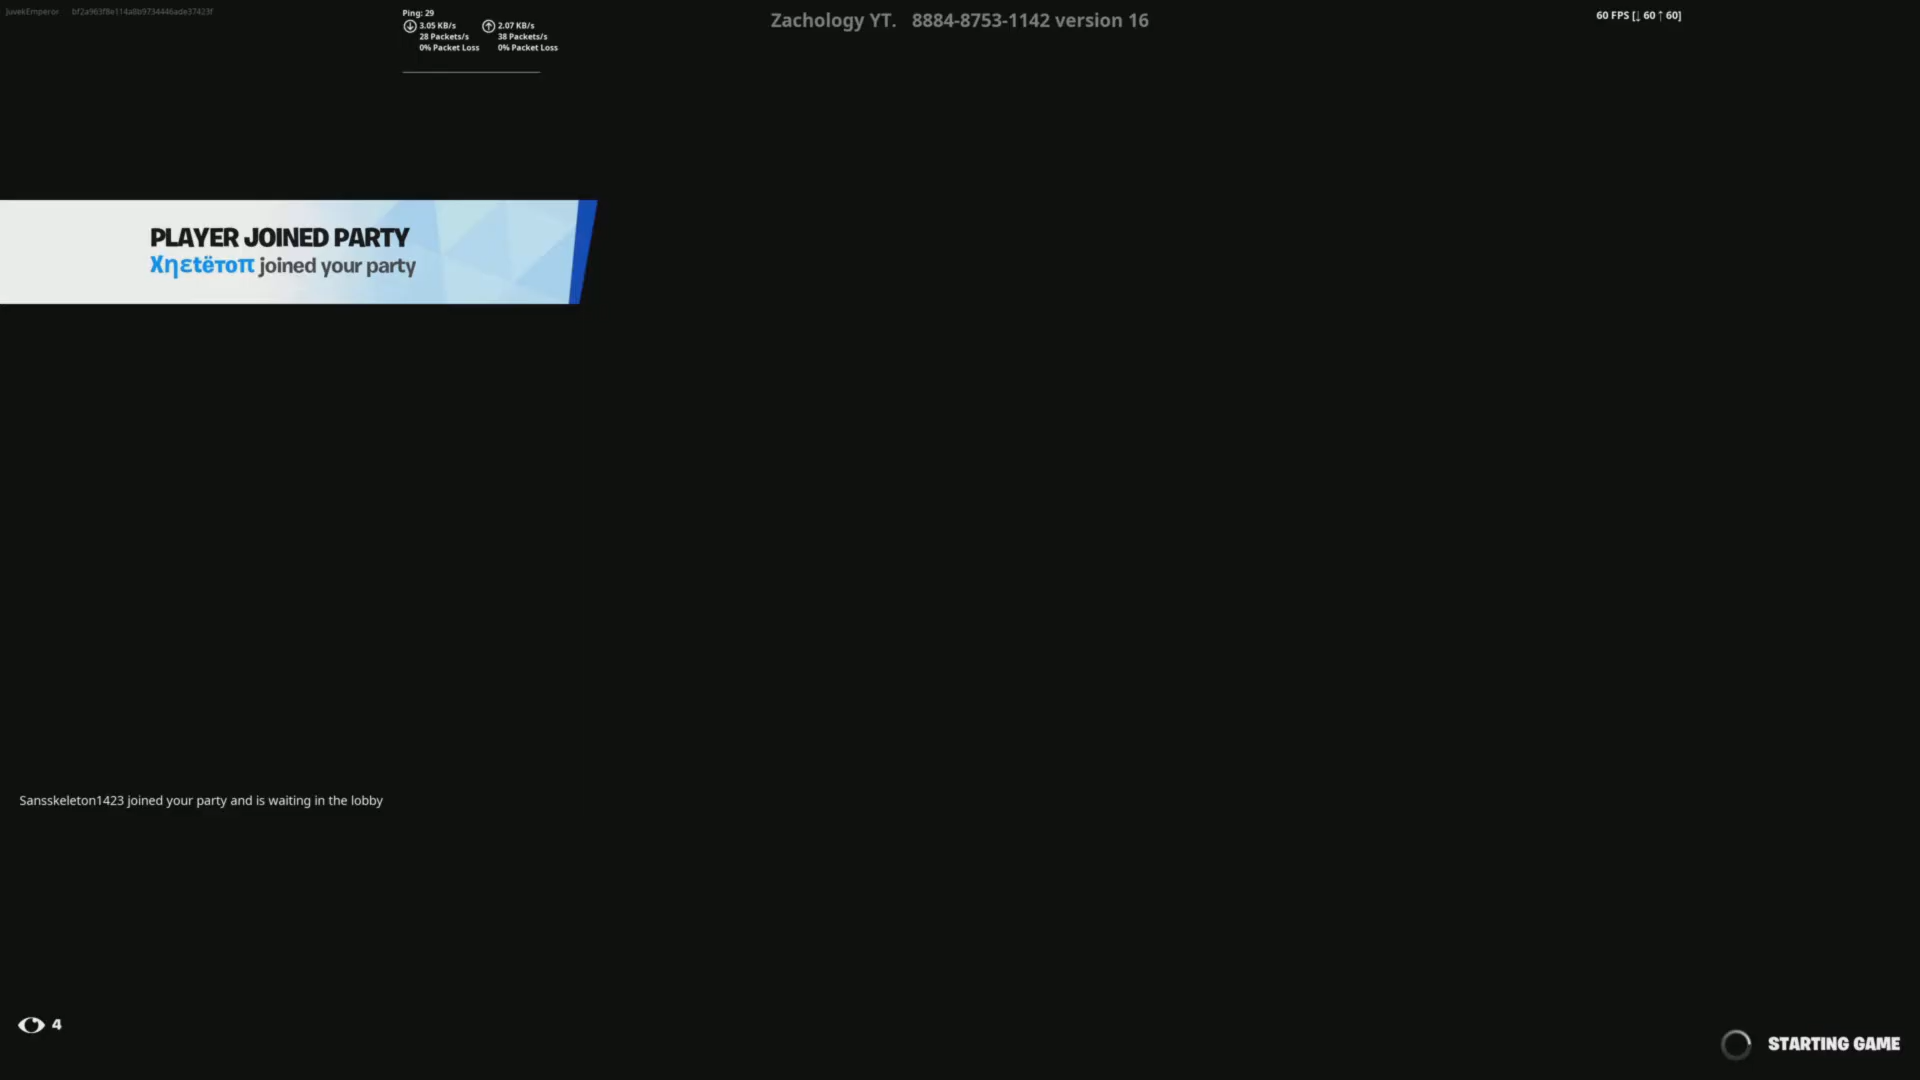 JuvekEmperor
Ping: 29
3.05 KB/s 2.07 KB/s
28 Packets/s 38 Packets/s
0% Packet Loss 0% Packet Loss
Zachology YT. 8884-8753-1142 version 16
60 FPS [↓ 60 ↑ 60]
PLAYER JOINED PARTY
Χηεtëτοπ joined your party
Sansskeleton1423 joined your party and is waiting in the lobby
4
STARTING GAME